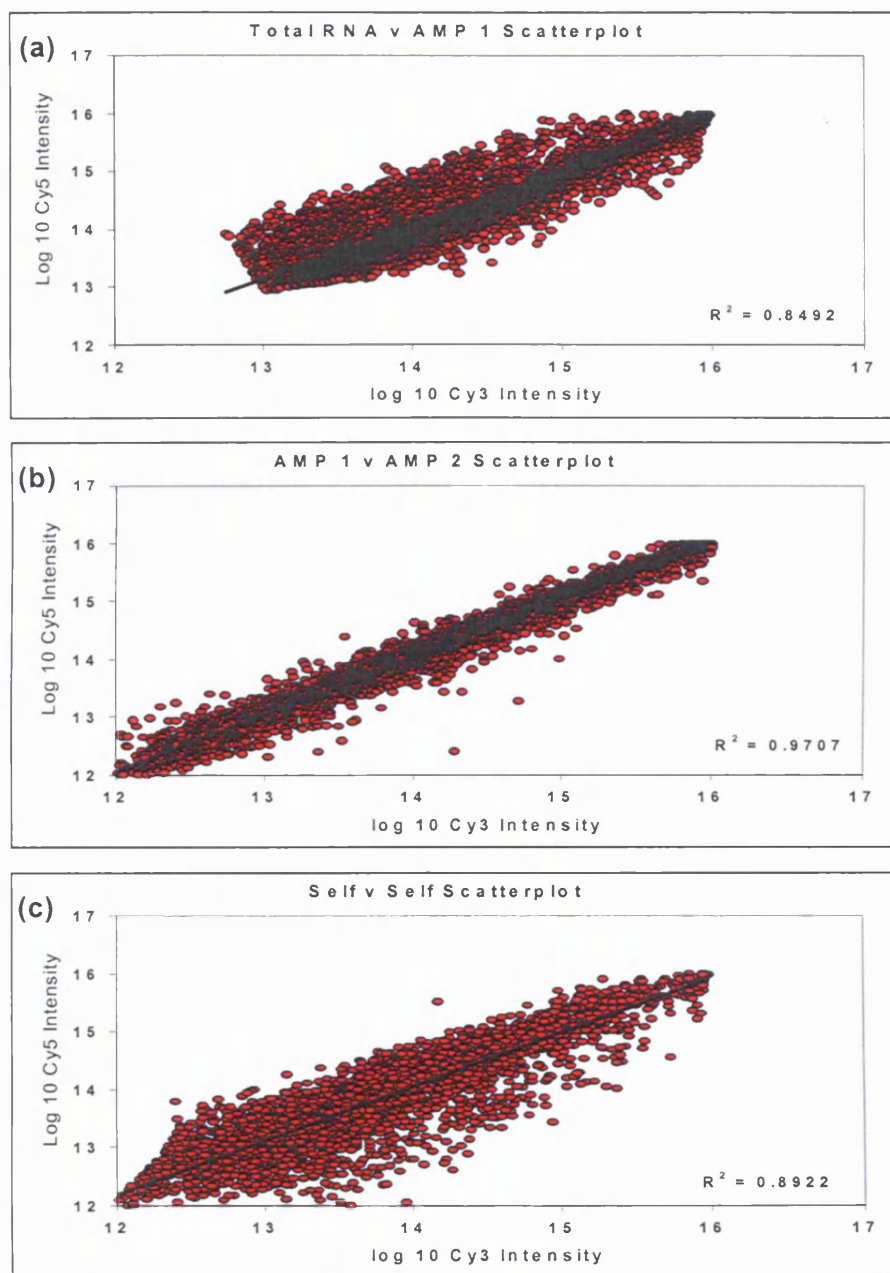 (a)
Total RNA v AMP 1 Scatterplot
17
16
15
14
13
12
Log 10 Cy5 Intensity
R² = 0.8492
12 13 14 15 16 17
log 10 Cy3 Intensity
(b)
AMP 1 v AMP 2 Scatterplot
17
16
15
14
13
12
Log 10 Cy5 Intensity
R² = 0.9707
12 13 14 15 16 17
log 10 Cy3 Intensity
(c)
Self v Self Scatterplot
17
16
15
14
13
12
Log 10 Cy5 Intensity
R² = 0.8922
12 13 14 15 16 17
log 10 Cy3 Intensity